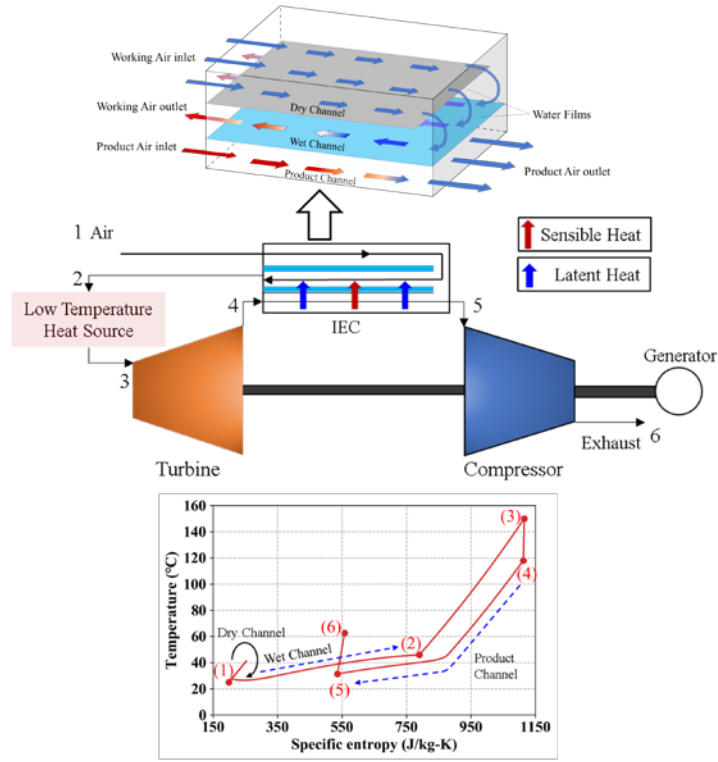 Working Air inlet
Dry Channel
Working Air outlet
Water Films
Wet Channel
Product Air inlet
Product Air outlet
Product Channel
1 Air
Sensible Heat
2
Latent Heat
4
5
Low Temperature
Heat Source
IEC
3
Generator
Exhaust
6
Turbine
Compressor
160
140
120
100
80
60
40
20
0
Temperature (°C)
(3)
(4)
(6)
(2)
Dry Channel
Wet Channel
(1)
(5)
Product
Channel
150
350
550
750
950
1150
Specific entropy (J/kg-K)